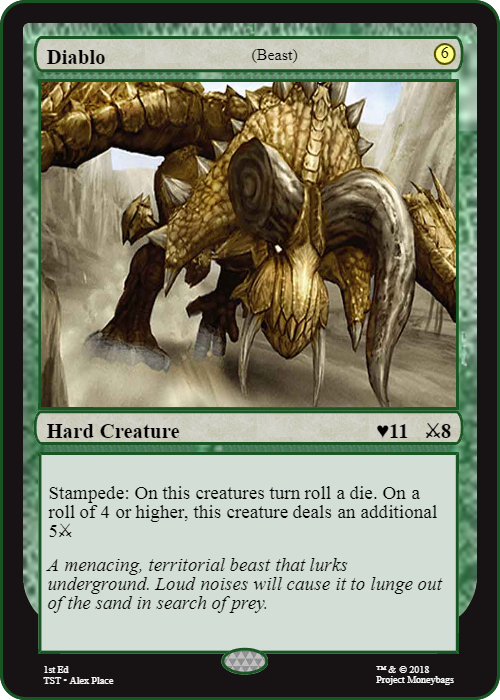 Diablo (Beast) 6
Hard Creature ♥11 ⚔8
Stampede: On this creatures turn roll a die. On a
roll of 4 or higher, this creature deals an additional
5⚔
A menacing, territorial beast that lurks
underground. Loud noises will cause it to lunge out
of the sand in search of prey.
1st Ed ™ & © 2018
TST • Alex Place Project Moneybags